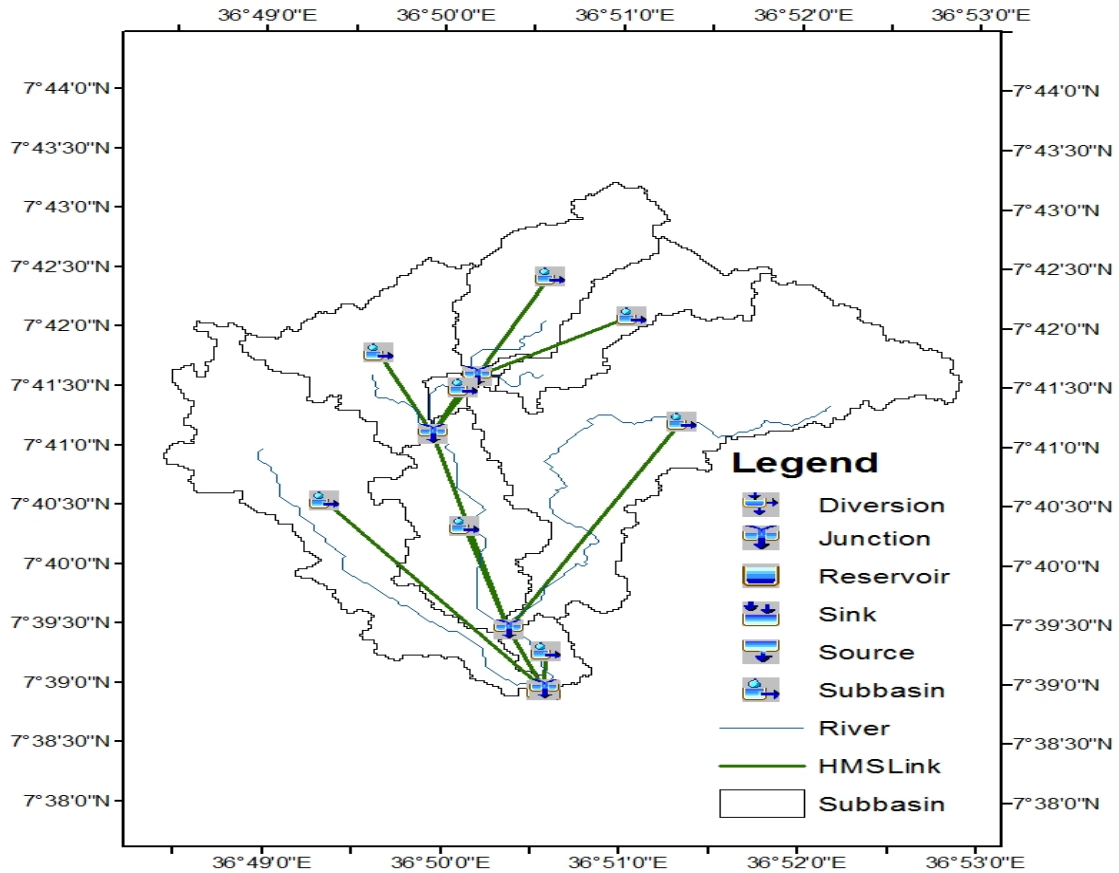 36°49'0"E 36°50'0"E 36°51'0"E 36°52'0"E 36°53'0"E
7°44'0"N 7°44'0"N
7°43'30"N 7°43'30"N
7°43'0"N 7°43'0"N
7°42'30"N 7°42'30"N
7°42'0"N 7°42'0"N
7°41'30"N 7°41'30"N
7°41'0"N 7°41'0"N
Legend
7°40'30"N Diversion 7°40'30"N
Junction
7°40'0"N Reservoir 7°40'0"N
7°39'30"N Sink 7°39'30"N
Source
7°39'0"N Subbasin 7°39'0"N
7°38'30"N River 7°38'30"N
HMSLink
7°38'0"N Subbasin 7°38'0"N
36°49'0"E 36°50'0"E 36°51'0"E 36°52'0"E 36°53'0"E